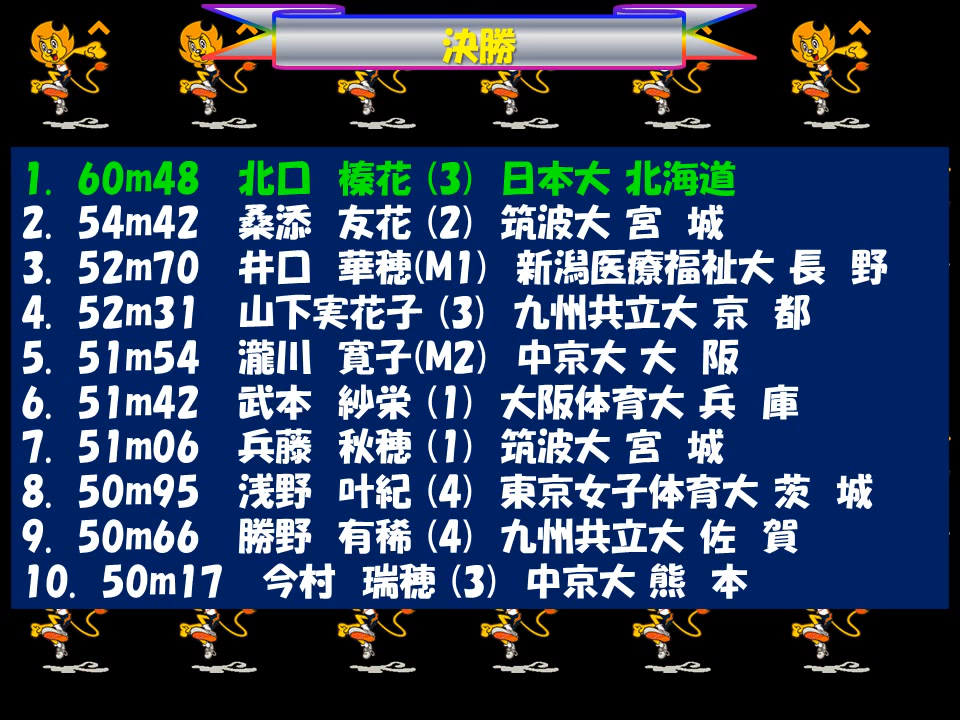 決勝
1. 60m48　北口　榛花 (3)　日本大 北海道
2. 54m42　桑添　友花 (2)　筑波大 宮　城
3. 52m70　井口　華穂(M1)　新潟医療福祉大 長　野
4. 52m31　山下実花子 (3)　九州共立大 京　都
5. 51m54　瀧川　寛子(M2)　中京大 大　阪
6. 51m42　武本　紗栄 (1)　大阪体育大 兵　庫
7. 51m06　兵藤　秋穂 (1)　筑波大 宮　城
8. 50m95　浅野　叶紀 (4)　東京女子体育大 茨　城
9. 50m66　勝野　有稀 (4)　九州共立大 佐　賀
10. 50m17　今村　瑞穂 (3)　中京大 熊　本